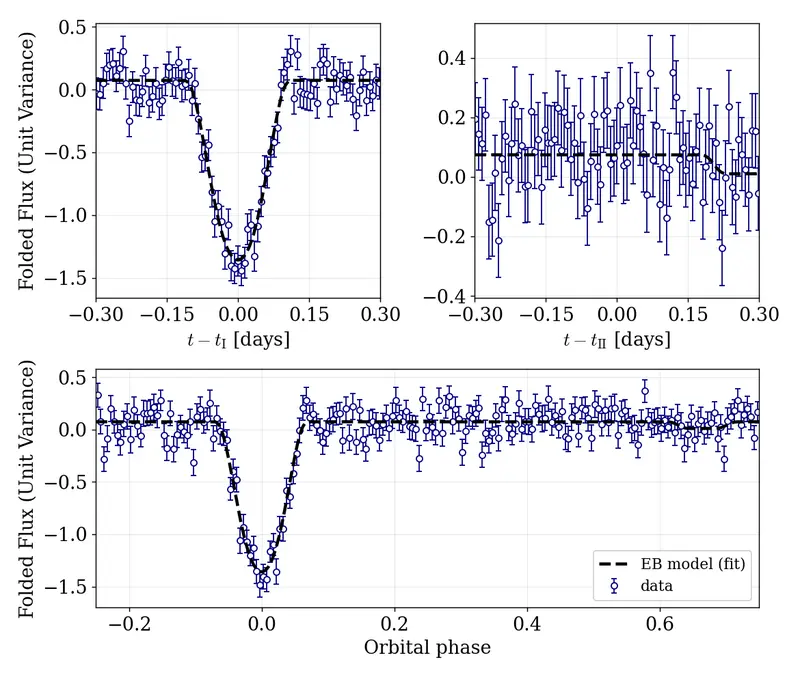 Folded Flux (Unit Variance)
0.5
0.0
−0.5
−1.0
−1.5
−0.30 −0.15 0.00 0.15 0.30
t − tI [days]
0.4
0.2
0.0
−0.2
−0.4
−0.30 −0.15 0.00 0.15 0.30
t − tII [days]
Folded Flux (Unit Variance)
0.5
0.0
−0.5
−1.0
−1.5
−0.2 0.0 0.2 0.4 0.6
Orbital phase
EB model (fit)
data